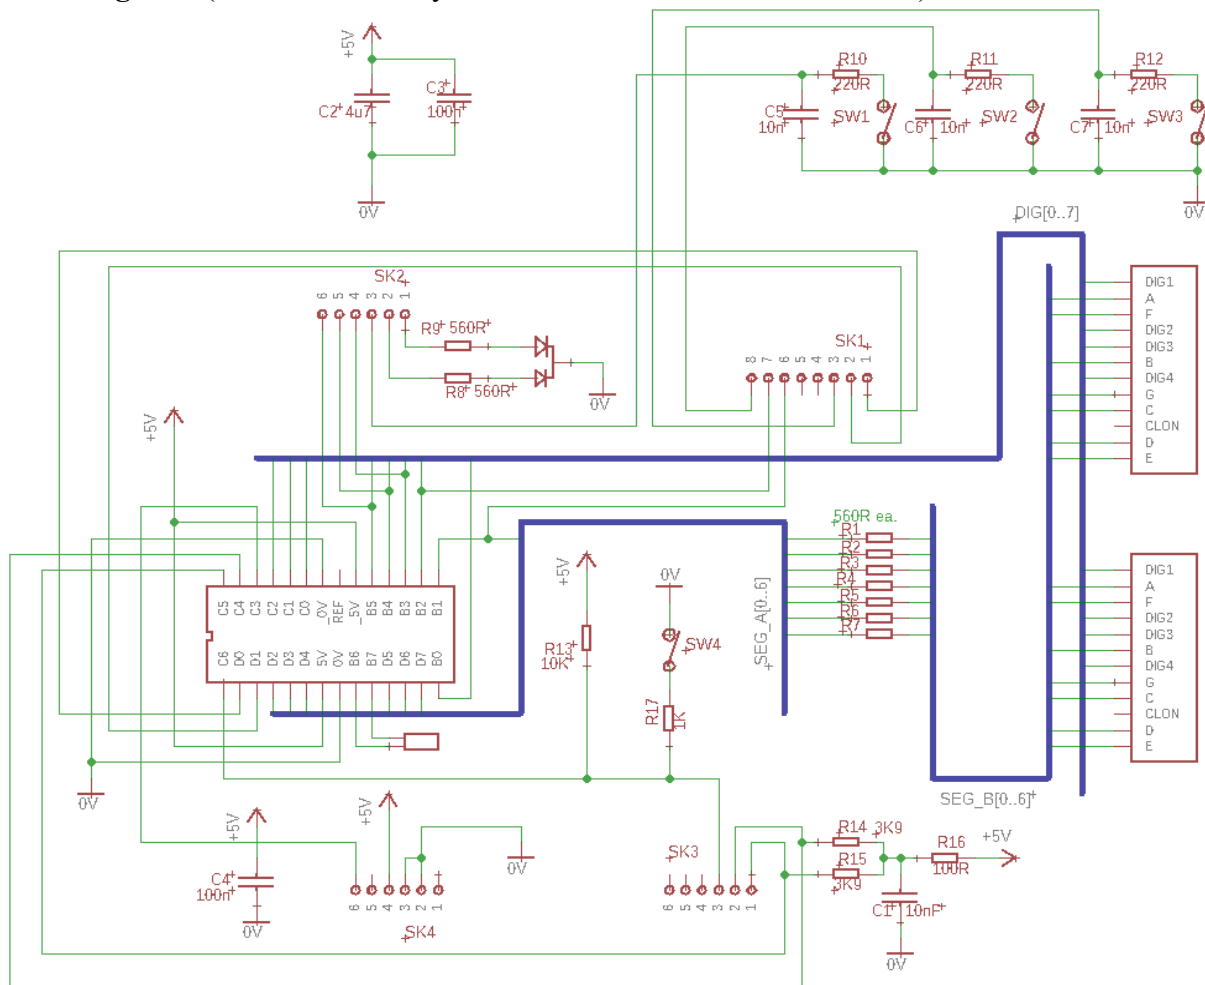 +5V
C2 4u7
C3
100n
0V
R10
220R
R11
220R
R12
220R
C5
10n
SW1
C6
10n
SW2
C7
10n
SW3
0V
DIG[0..7]
SK2
6 5 4 3 2 1
R9 560R
R8 560R
0V
SK1
8 7 6 5 4 3 2 1
DIG1
A
F
DIG2
DIG3
B
DIG4
G
C
CLON
D
E
+5V
560R ea.
R1
R2
R3
R4
R5
R6
R7
C5 C4 C3 C2 C1 C0 _0V REF _5V B5 B4 B3 B2 B1
C6 D0 D1 D2 D3 D4 5V 0V B6 B7 D5 D6 D7 B0
+5V
R13
10K
0V
SW4
R17
1K
SEG_A[0..6]
DIG1
A
F
DIG2
DIG3
B
DIG4
G
C
CLON
D
E
SEG_B[0..6]
0V
+5V
C4
100n
0V
+5V
0V
6 5 4 3 2 1
SK4
SK3
6 5 4 3 2 1
R14 3K9
R15
3K9
R16
100R
+5V
C1 10nF
0V